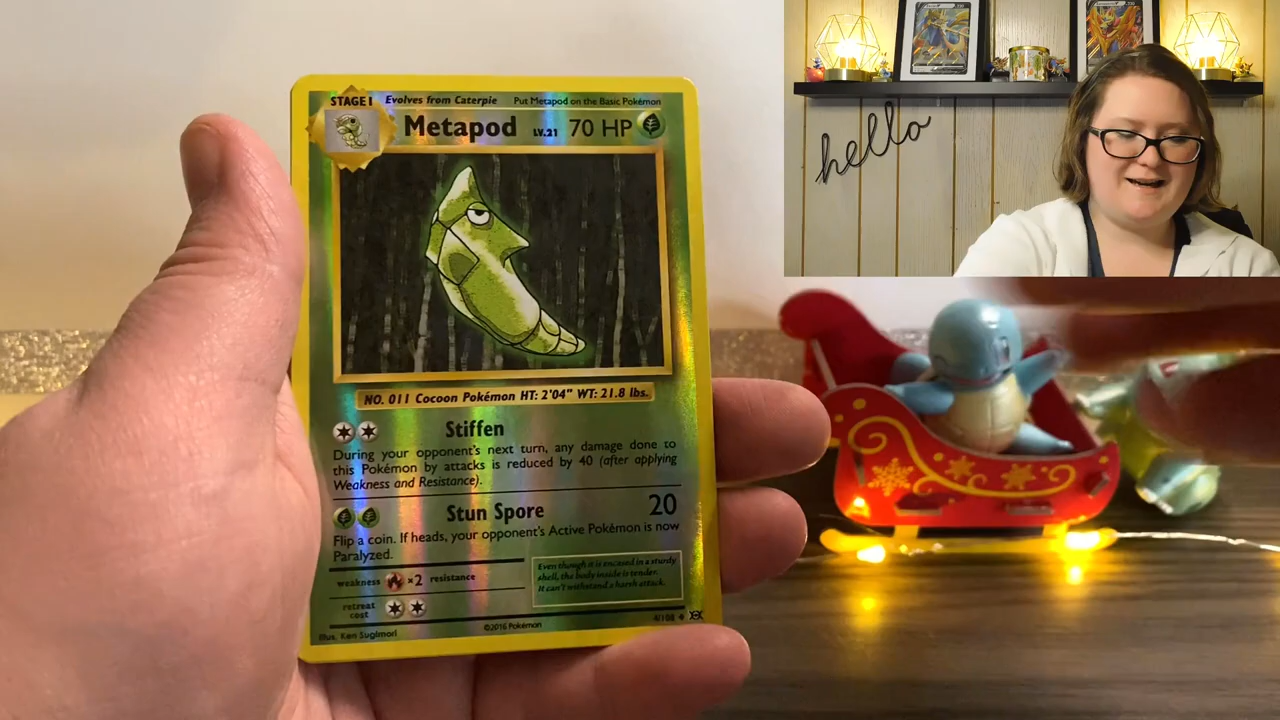 STAGE 1 Evolves from Caterpie Put Metapod on the Basic Pokémon
Metapod LV.21 70 HP
NO. 011 Cocoon Pokémon HT: 2'04" WT: 21.8 lbs.
Stiffen
During your opponent's next turn, any damage done to
this Pokémon by attacks is reduced by 40 (after applying
Weakness and Resistance).
Stun Spore 20
Flip a coin. If heads, your opponent's Active Pokémon is now
Paralyzed.
weakness ×2 resistance
retreat
cost
Even though it is encased in a sturdy
shell, the body inside is tender.
It can't withstand a harsh attack.
Illus. Ken Sugimori ©2016 Pokémon 4/108
hello